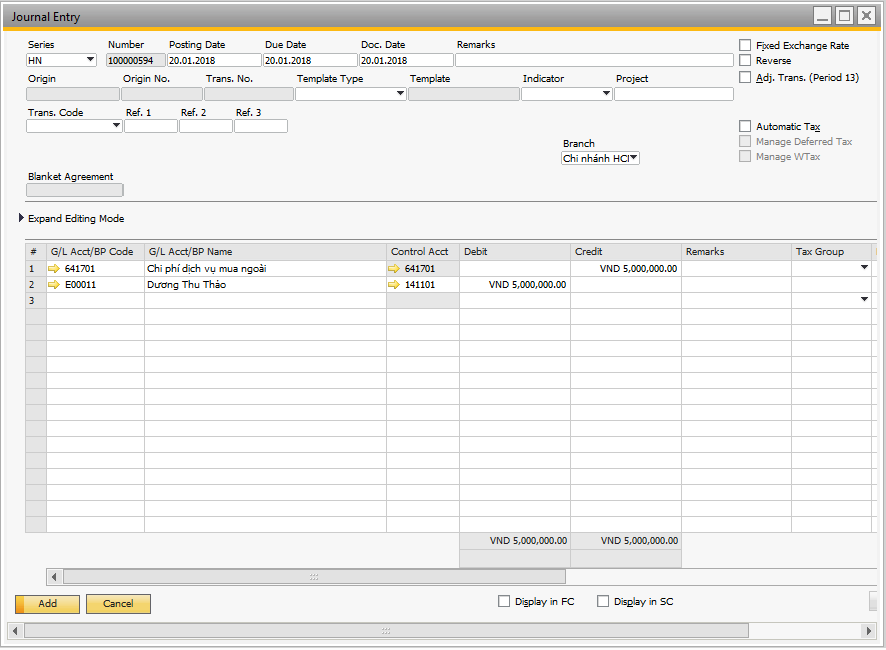 Journal Entry
Series Number Posting Date Due Date Doc. Date Remarks
HN 100000594 20.01.2018 20.01.2018 20.01.2018
Fixed Exchange Rate
Reverse
Origin Origin No. Trans. No. Template Type Template Indicator Project
Adj. Trans. (Period 13)
Trans. Code Ref. 1 Ref. 2 Ref. 3
Automatic Tax
Branch
Manage Deferred Tax
Chi nhánh HCI
Manage WTax
Blanket Agreement
Expand Editing Mode
# G/L Acct/BP Code G/L Acct/BP Name Control Acct Debit Credit Remarks Tax Group
1 641701 Chi phí dịch vụ mua ngoài 641701 VND 5,000,000.00
2 E00011 Dương Thu Thảo 141101 VND 5,000,000.00
3
VND 5,000,000.00 VND 5,000,000.00
Add Cancel Display in FC Display in SC